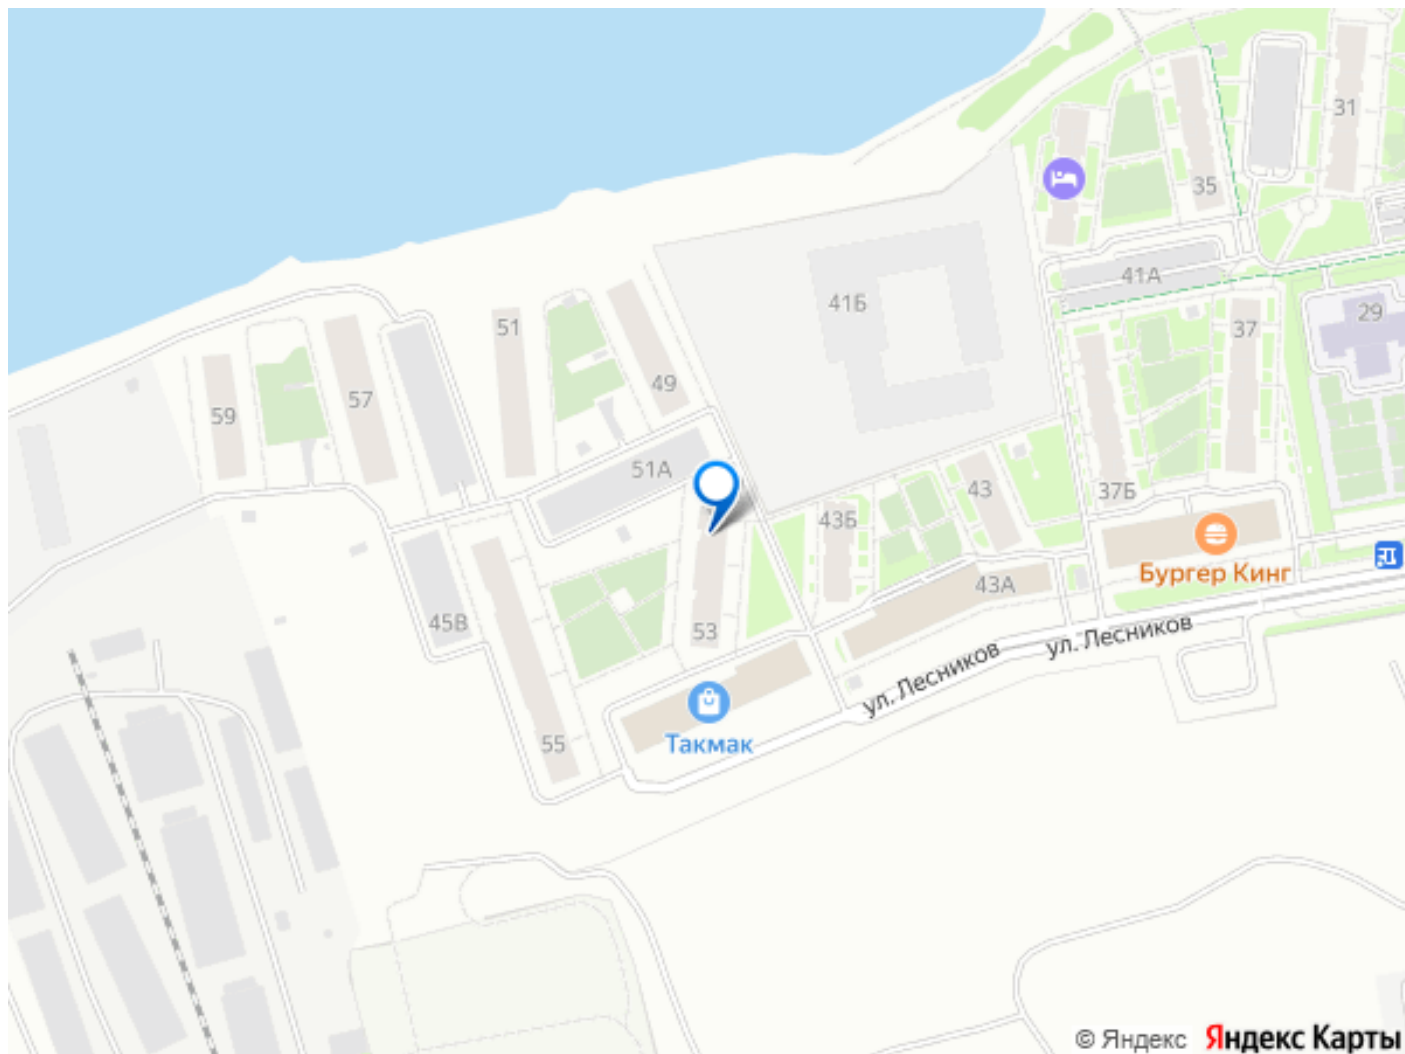 31
35
41А
41Б
29
37
51
49
57
59
51А
43
37Б
43Б
Бургер Кинг
43А
45В
53
ул. Лесников
ул. Лесников
55
Такмак
© Яндекс Яндекс Карты